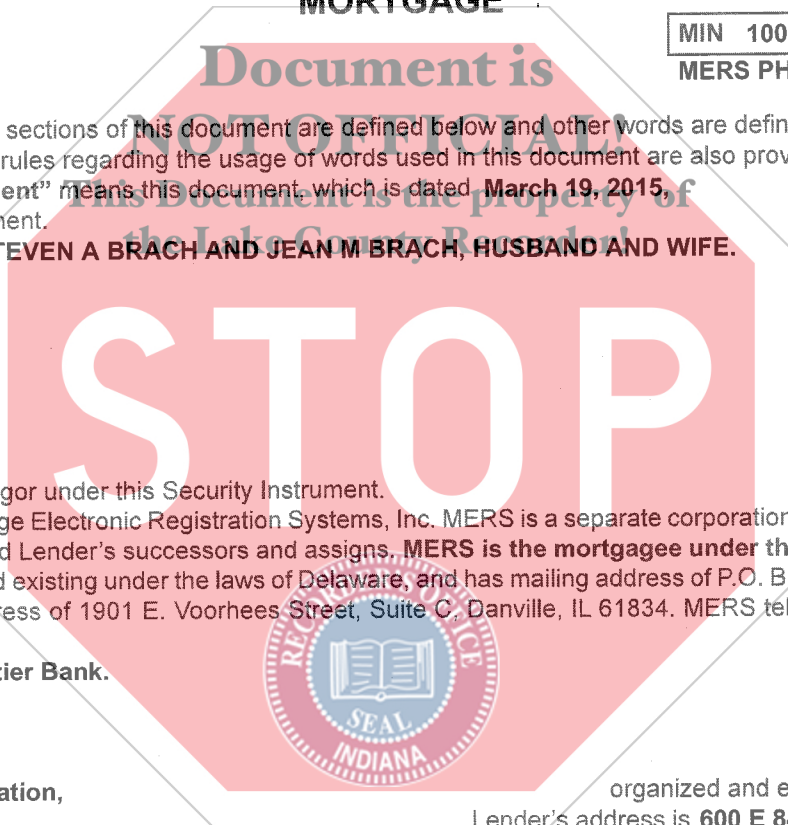 MORTGAGE
MIN 100
MERS PH
Document is
NOT OFFICIAL!
This Document is the property of
the Lake County Recorder!
sections of this document are defined below and other words are defin
rules regarding the usage of words used in this document are also prov
ent” means this document, which is dated March 19, 2015,
ent.
TEVEN A BRACH AND JEAN M BRACH, HUSBAND AND WIFE.
STOP
gor under this Security Instrument.
ge Electronic Registration Systems, Inc. MERS is a separate corporation
d Lender's successors and assigns. MERS is the mortgagee under th
d existing under the laws of Delaware, and has mailing address of P.O. B
ress of 1901 E. Voorhees Street, Suite C, Danville, IL 61834. MERS tel
tier Bank.
RECORDER'S OFFICE
SEAL
INDIANA
ation,
organized and e
Lender's address is 600 E 8